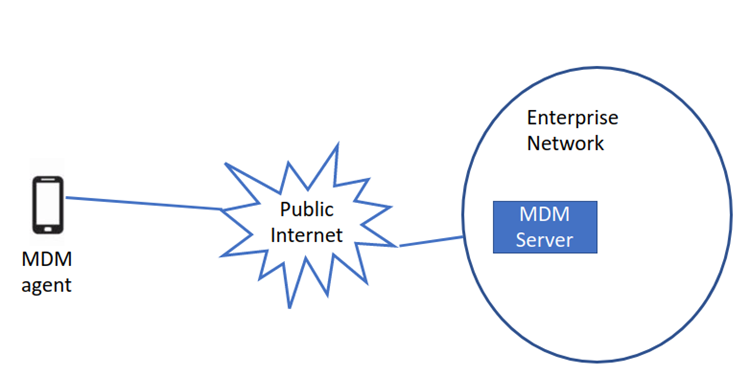 MDM
agent
Public
Internet
Enterprise
Network
MDM
Server